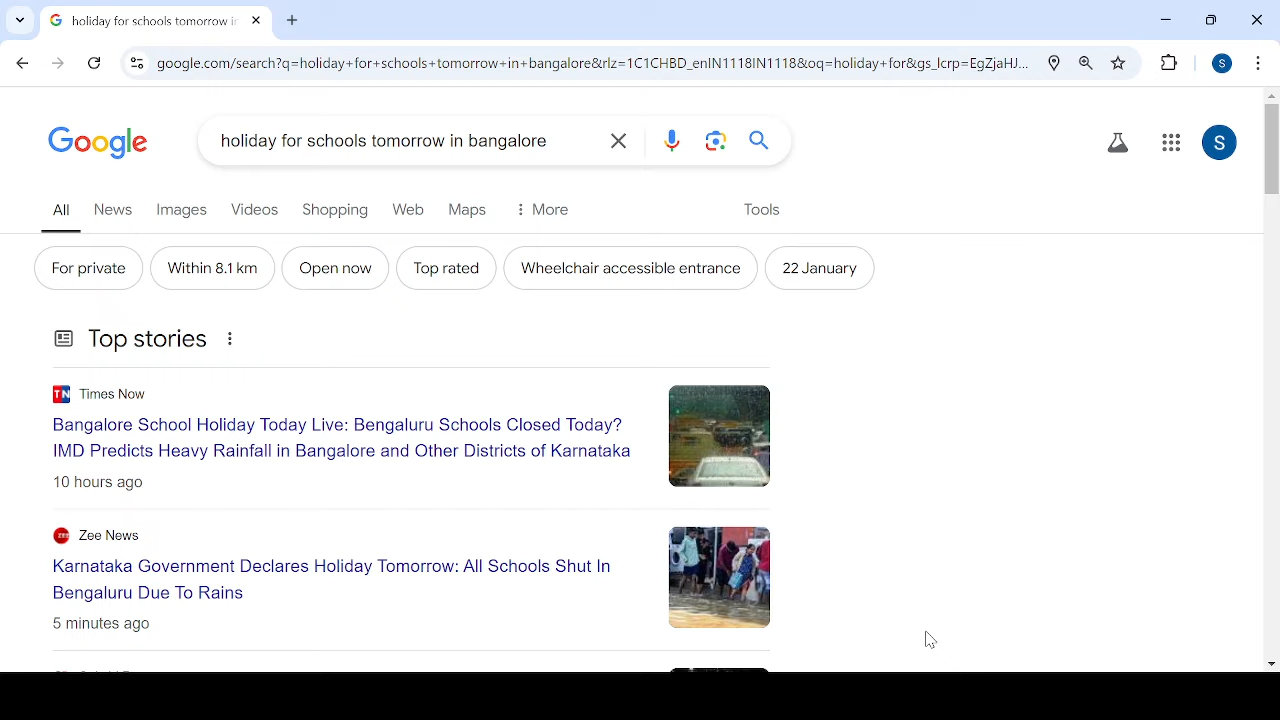 holiday for schools tomorrow in
google.com/search?q=holiday+for+schools+tomorrow+in+bangalore&rlz=1C1CHBD_enIN1118IN1118&oq=holiday+for&gs_lcrp=EgZjaHJ...
S
Google
holiday for schools tomorrow in bangalore
S
All News Images Videos Shopping Web Maps More Tools
For private Within 8.1 km Open now Top rated Wheelchair accessible entrance 22 January
Top stories
TN Times Now
Bangalore School Holiday Today Live: Bengaluru Schools Closed Today?
IMD Predicts Heavy Rainfall in Bangalore and Other Districts of Karnataka
10 hours ago
ZEE Zee News
Karnataka Government Declares Holiday Tomorrow: All Schools Shut In
Bengaluru Due To Rains
5 minutes ago